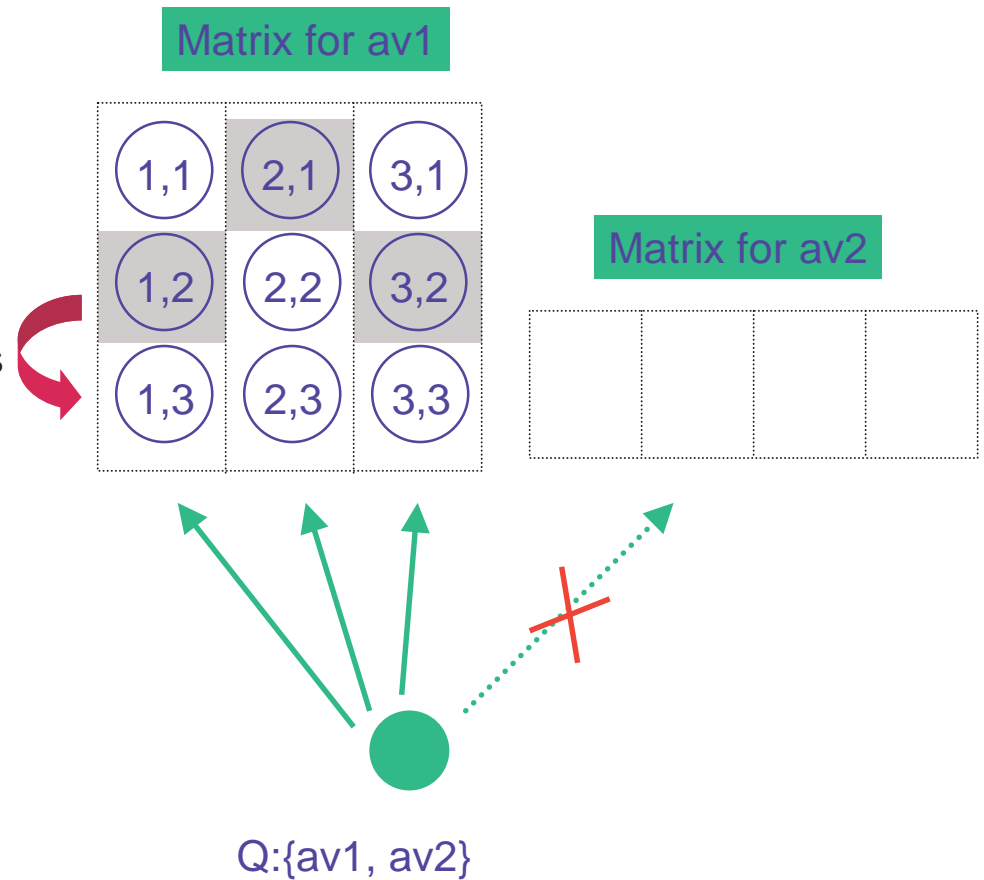 Matrix for av1
1,1 2,1 3,1
Matrix for av2
1,2 2,2 3,2
s
1,3 2,3 3,3
Q:{av1, av2}